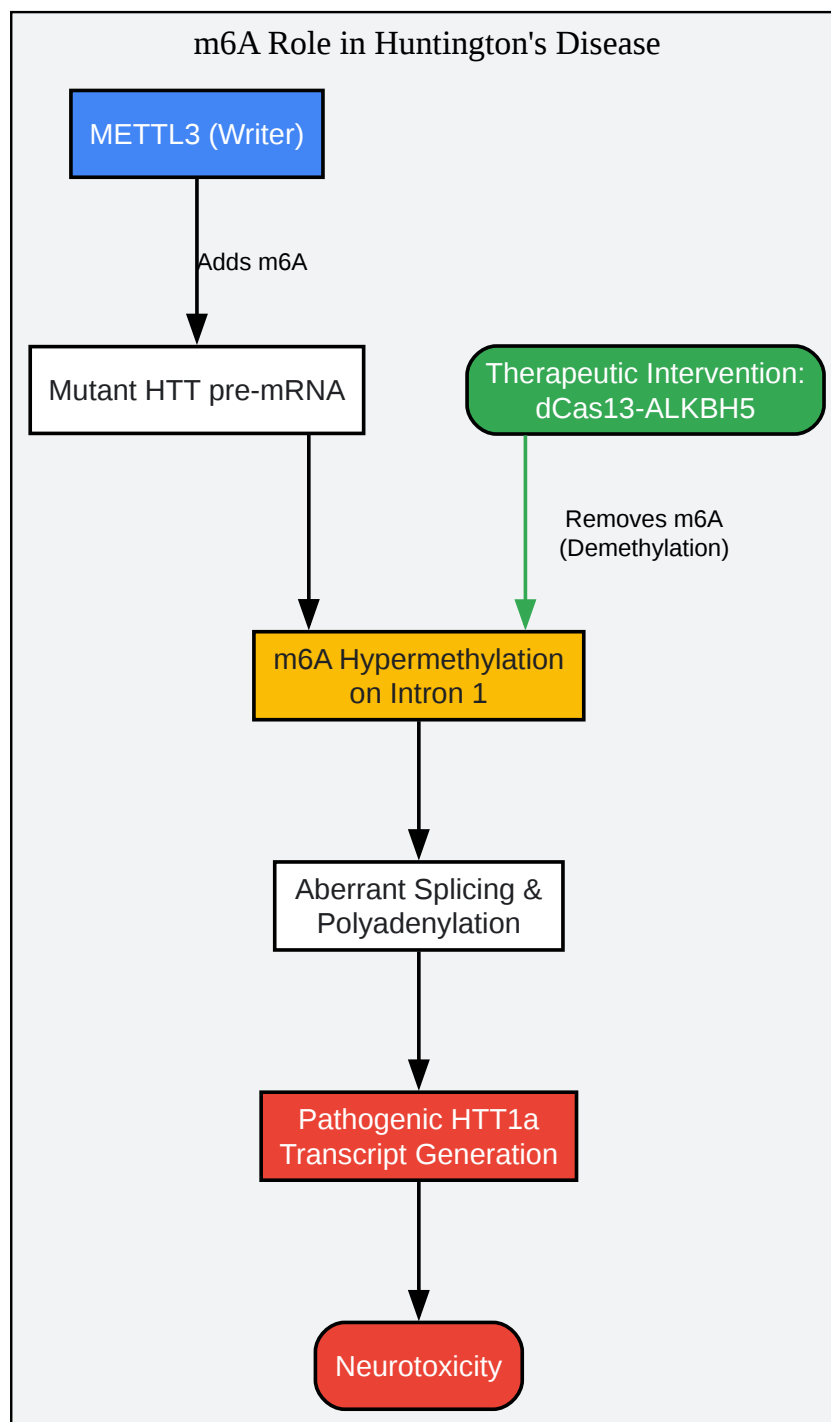 m6A Role in Huntington's Disease
METTL3 (Writer)
Adds m6A
Mutant HTT pre-mRNA
Therapeutic Intervention:
dCas13-ALKBH5
Removes m6A
(Demethylation)
m6A Hypermethylation
on Intron 1
Aberrant Splicing &
Polyadenylation
Pathogenic HTT1a
Transcript Generation
Neurotoxicity